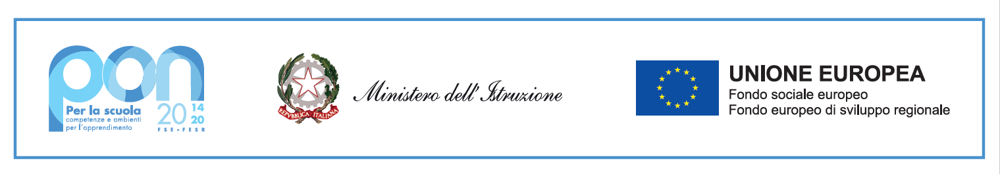 pon
Per la scuola
competenze e ambienti
per l'apprendimento
20 14
20
FSE-FESR
REPVBBLICA ITALIANA
Ministero dell'Istruzione
UNIONE EUROPEA
Fondo sociale europeo
Fondo europeo di sviluppo regionale